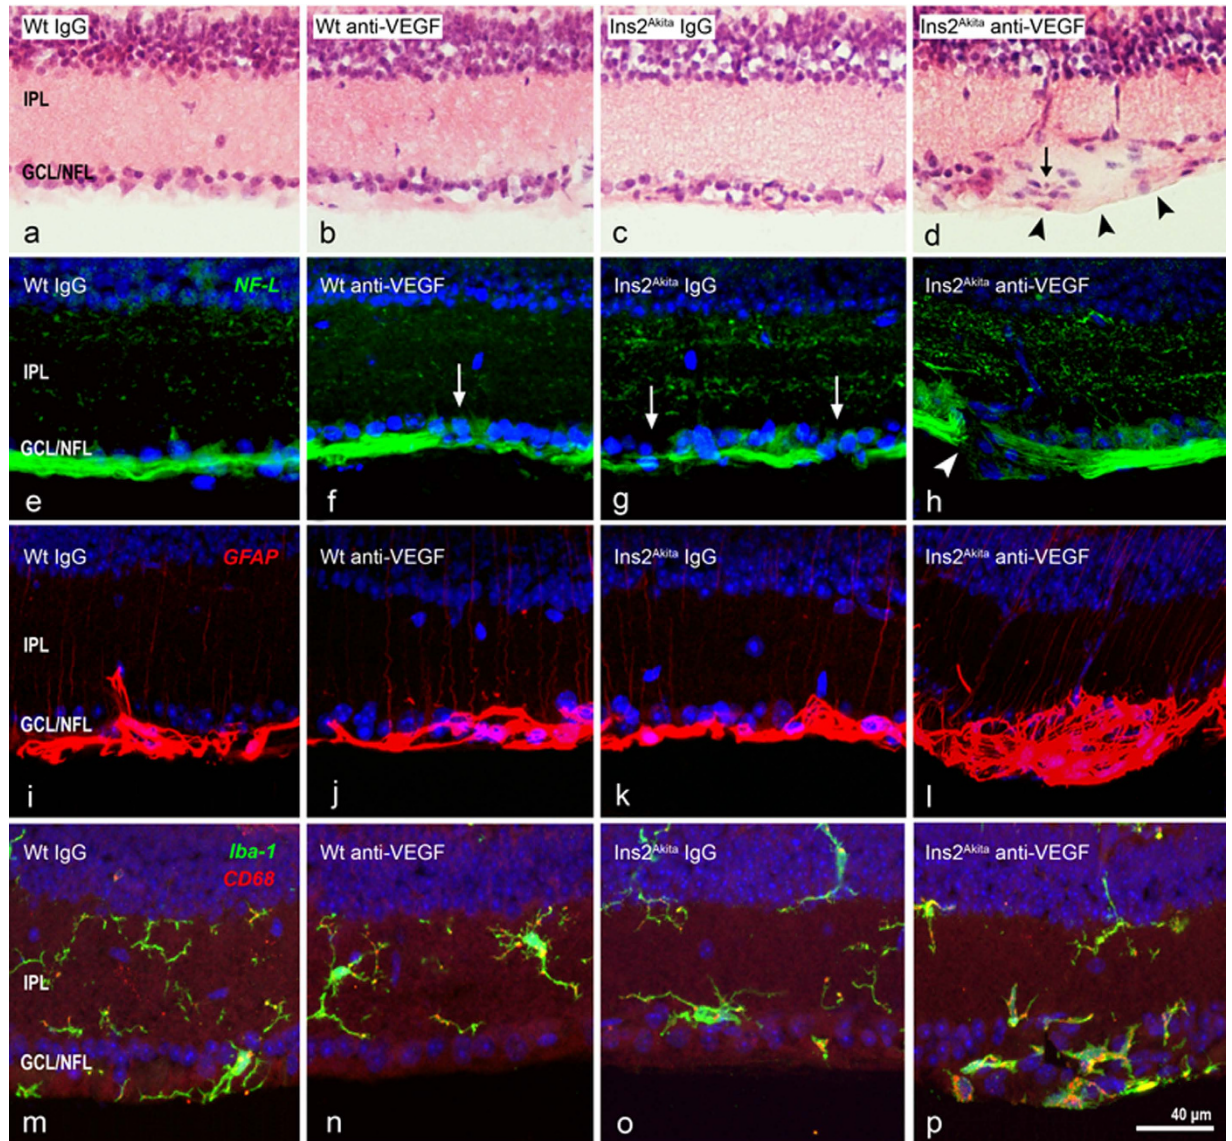 Wt IgG
Wt anti-VEGF
Ins2Akita IgG
Ins2Akita anti-VEGF
IPL
GCL/NFL
a
b
c
d
Wt IgG
NF-L
Wt anti-VEGF
Ins2Akita IgG
Ins2Akita anti-VEGF
IPL
GCL/NFL
e
f
g
h
Wt IgG
GFAP
Wt anti-VEGF
Ins2Akita IgG
Ins2Akita anti-VEGF
IPL
GCL/NFL
i
j
k
l
Wt IgG
Iba-1
CD68
Wt anti-VEGF
Ins2Akita IgG
Ins2Akita anti-VEGF
IPL
GCL/NFL
m
n
o
p
40 µm